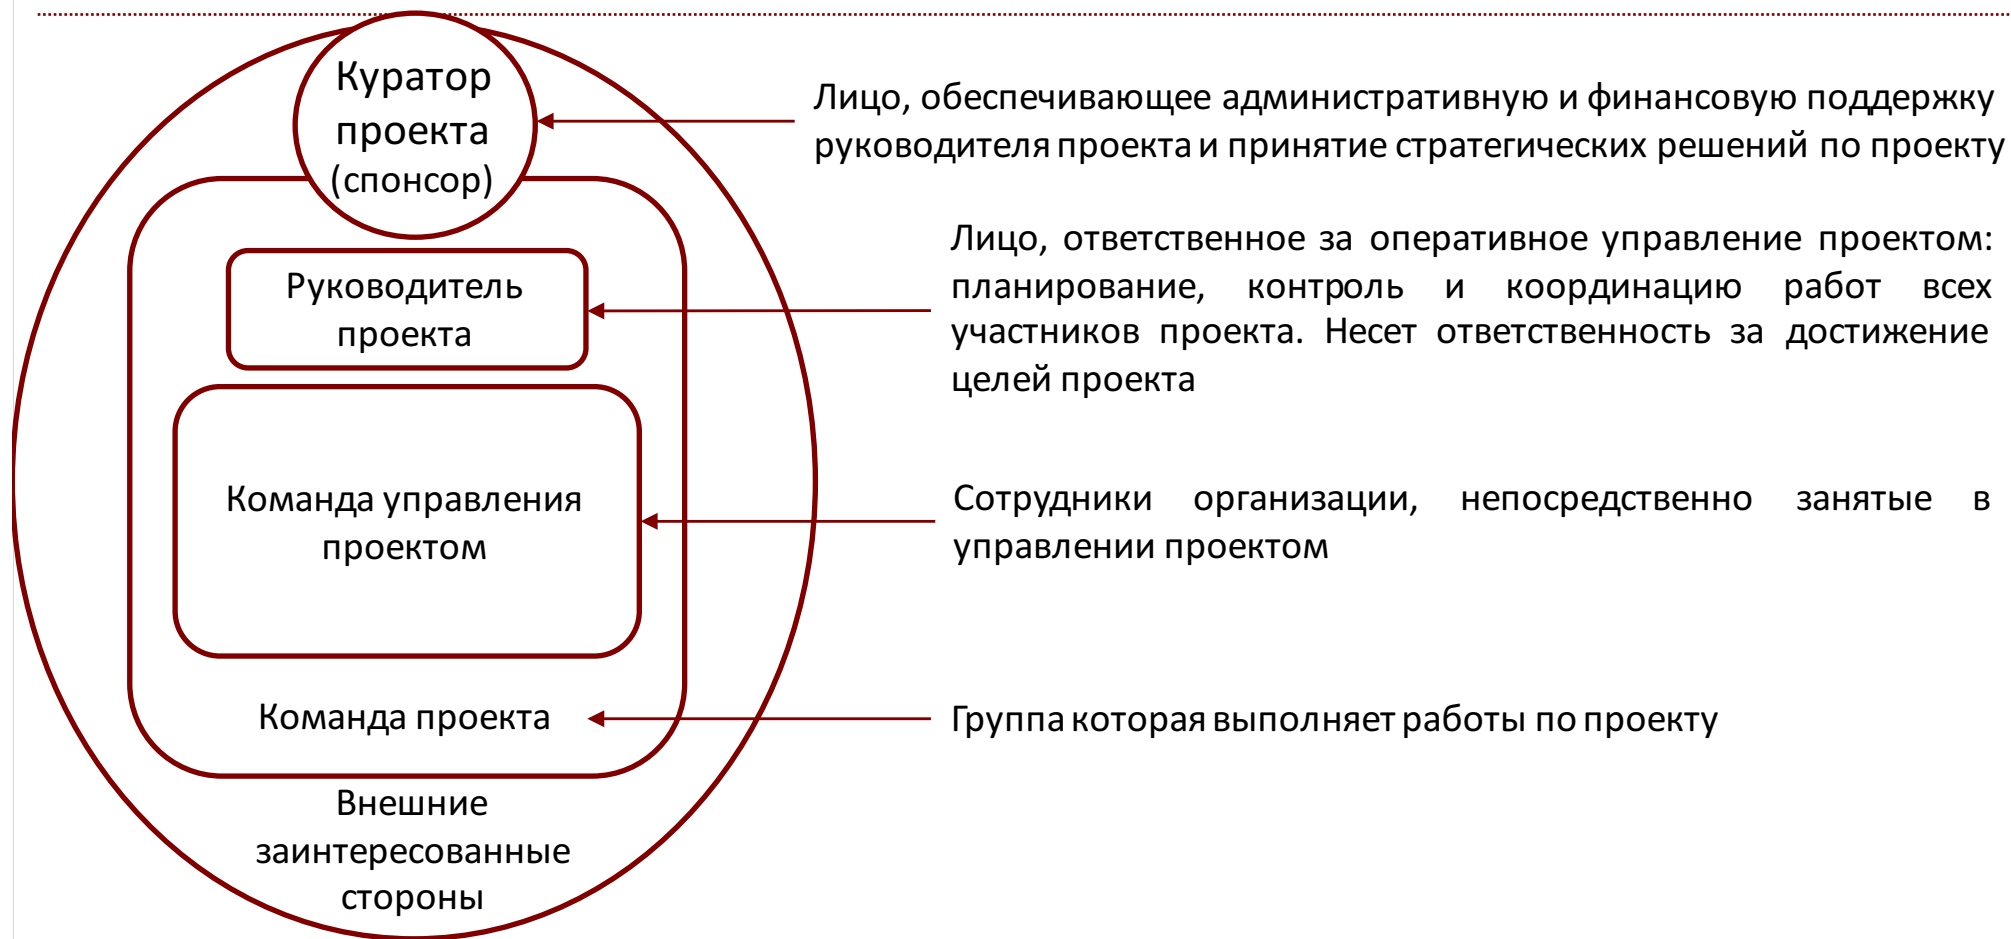 Куратор
проекта
(спонсор)
Лицо, обеспечивающее административную и финансовую поддержку
руководителя проекта и принятие стратегических решений по проекту
Руководитель
проекта
Лицо, ответственное за оперативное управление проектом:
планирование, контроль и координацию работ всех
участников проекта. Несет ответственность за достижение
целей проекта
Команда управления
проектом
Сотрудники организации, непосредственно занятые в
управлении проектом
Команда проекта
Группа которая выполняет работы по проекту
Внешние
заинтересованные
стороны